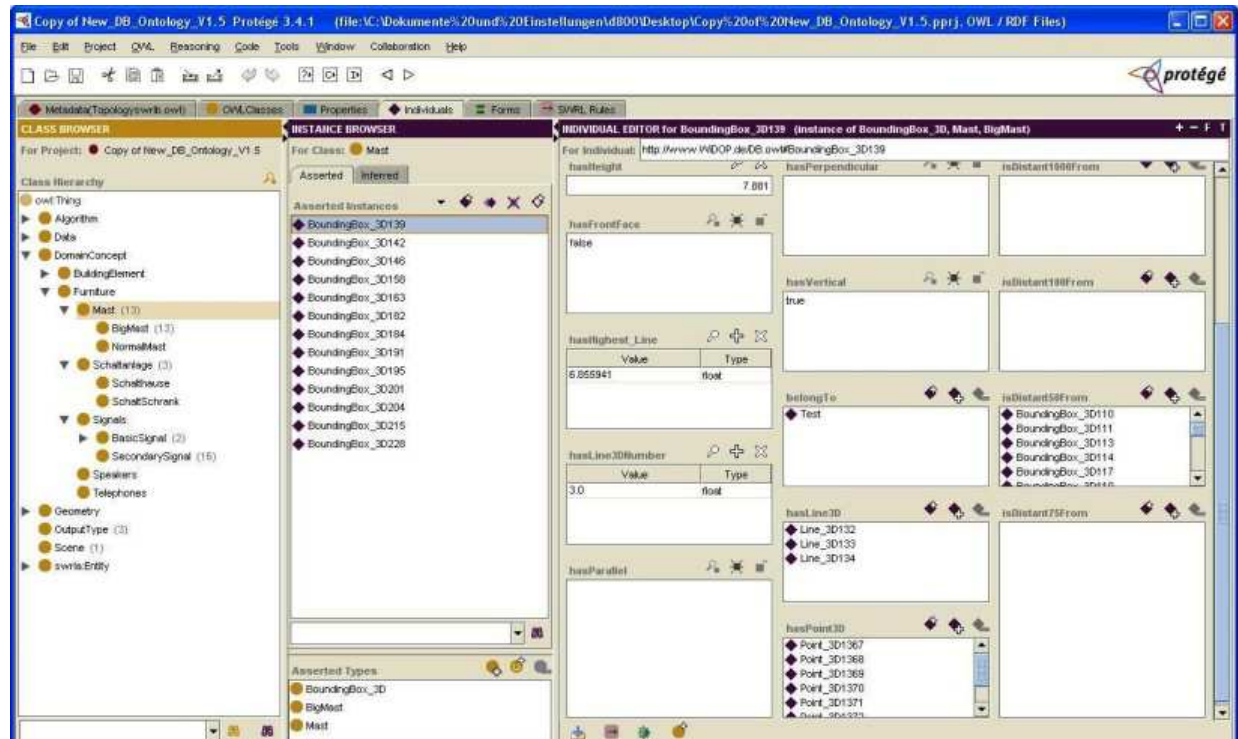 Copy of New_DB_Ontology_V1.5 Protégé 3.4.1 (file:\C:\Dokumente%20und%20Einstellungen\d800\Desktop\Copy%20of%20New_DB_Ontology_V1.5.pprj, OWL / RDF Files)
File Edit Project OWL Reasoning Code Tools Window Collaboration Help
protégé
Metadata(Topologyswrlb.owl) OWLClasses Properties Individuals Forms SWRL Rules
CLASS BROWSER
For Project: Copy of New_DB_Ontology_V1.5
Class Hierarchy
owl:Thing
Algorithm
Data
DomainConcept
BuildingElement
Furniture
Mast (13)
BigMast (13)
NormalMast
Schaltanlage (3)
Schalthause
SchaltSchrank
Signals
BasicSignal (2)
SecondarySignal (16)
Speakers
Telephones
Geometry
OutputType (3)
Scene (1)
swrla:Entity
INSTANCE BROWSER
For Class: Mast
Asserted Inferred
Asserted Instances
BoundingBox_3D139
BoundingBox_3D142
BoundingBox_3D146
BoundingBox_3D158
BoundingBox_3D163
BoundingBox_3D182
BoundingBox_3D184
BoundingBox_3D191
BoundingBox_3D195
BoundingBox_3D201
BoundingBox_3D204
BoundingBox_3D215
BoundingBox_3D228
Asserted Types
BoundingBox_3D
BigMast
Mast
INDIVIDUAL EDITOR for BoundingBox_3D139 (instance of BoundingBox_3D, Mast, BigMast) + - F T
For Individual: http://www.WiDOP.de/DB.owl#BoundingBox_3D139
hasHeight
7.881
hasFrontFace
false
hasHighest_Line
Value Type
6.855941 float
hasLine3DNumber
Value Type
3.0 float
hasParallel
hasPerpendicular
hasVertical
true
belongTo
Test
hasLine3D
Line_3D132
Line_3D133
Line_3D134
hasPoint3D
Point_3D1367
Point_3D1368
Point_3D1369
Point_3D1370
Point_3D1371
isDistant1000From
isDistant100From
isDistant50From
BoundingBox_3D110
BoundingBox_3D111
BoundingBox_3D113
BoundingBox_3D114
BoundingBox_3D117
isDistant75From